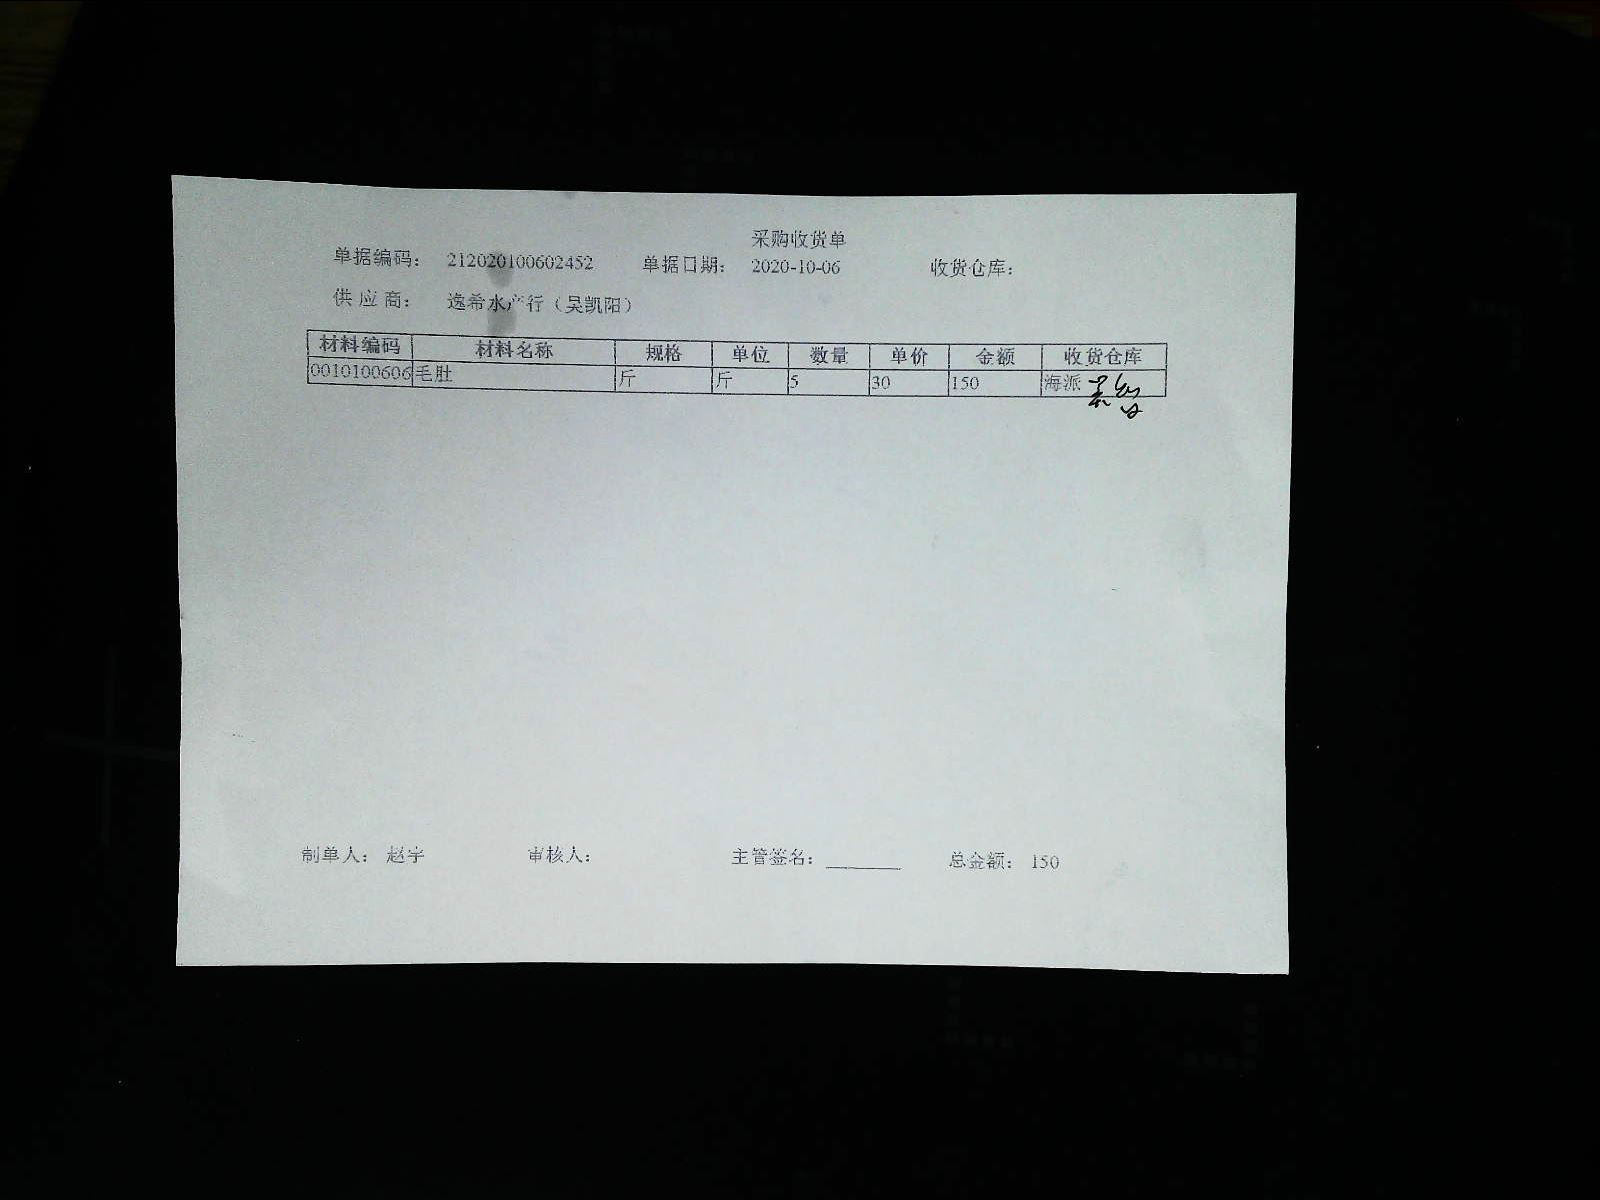 采购收货单
单据编码： 212020100602452 单据日期： 2020-10-06 收货仓库：
供 应 商： 逸希水产行（吴凯阳）
材料编码 材料名称 规格 单位 数量 单价 金额 收货仓库
0010100606 毛肚 斤 斤 5 30 150 海派
制单人： 赵宇 审核人： 主管签名：________ 总金额： 150